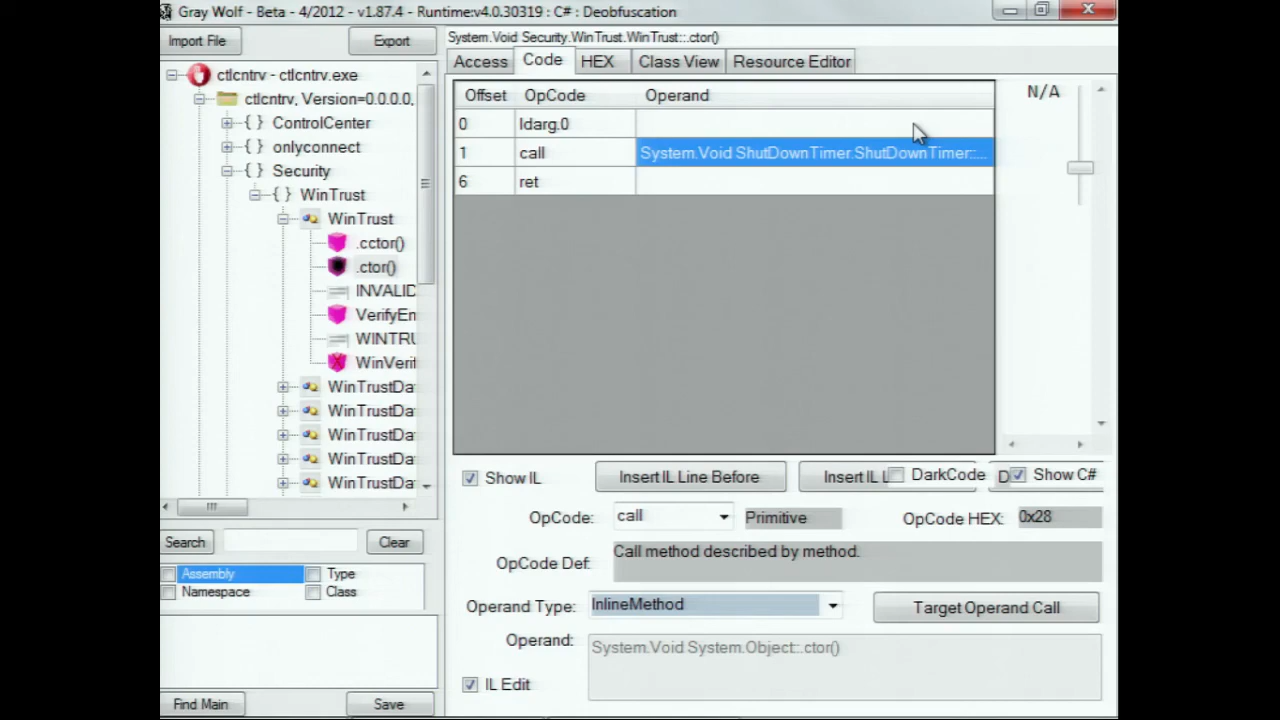 Gray Wolf - Beta - 4/2012 - v1.87.4 - Runtime:v4.0.30319 : C# : Deobfuscation
Import File
Export
System.Void Security.WinTrust.WinTrust::.ctor()
Access
Code
HEX
Class View
Resource Editor
ctlcntrv - ctlcntrv.exe
ctlcntrv, Version=0.0.0.0,
{ } ControlCenter
{ } onlyconnect
{ } Security
{ } WinTrust
WinTrust
.cctor()
.ctor()
INVALID
VerifyEm
WINTRU
WinVerit
WinTrustDa
WinTrustDa
WinTrustDa
WinTrustDa
WinTrustDa
Offset OpCode Operand
0 ldarg.0
1 call System.Void ShutDownTimer.ShutDownTimer::...
6 ret
N/A
Show IL
Insert IL Line Before
Insert IL L
DarkCode
D
Show C#
OpCode: call Primitive
OpCode HEX: 0x28
OpCode Def: Call method described by method.
Operand Type: InlineMethod
Target Operand Call
Operand: System.Void System.Object::.ctor()
IL Edit
Search
Clear
Assembly Type
Namespace Class
Find Main
Save